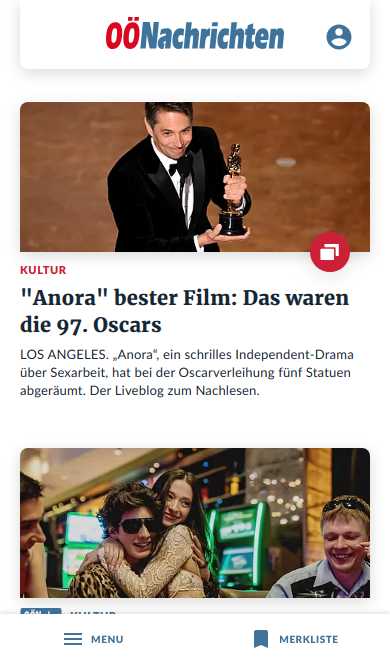 OÖNachrichten
KULTUR
"Anora" bester Film: Das waren
die 97. Oscars
LOS ANGELES. „Anora“, ein schrilles Independent-Drama
über Sexarbeit, hat bei der Oscarverleihung fünf Statuen
abgeräumt. Der Liveblog zum Nachlesen.
KULTUR
MENU
MERKLISTE